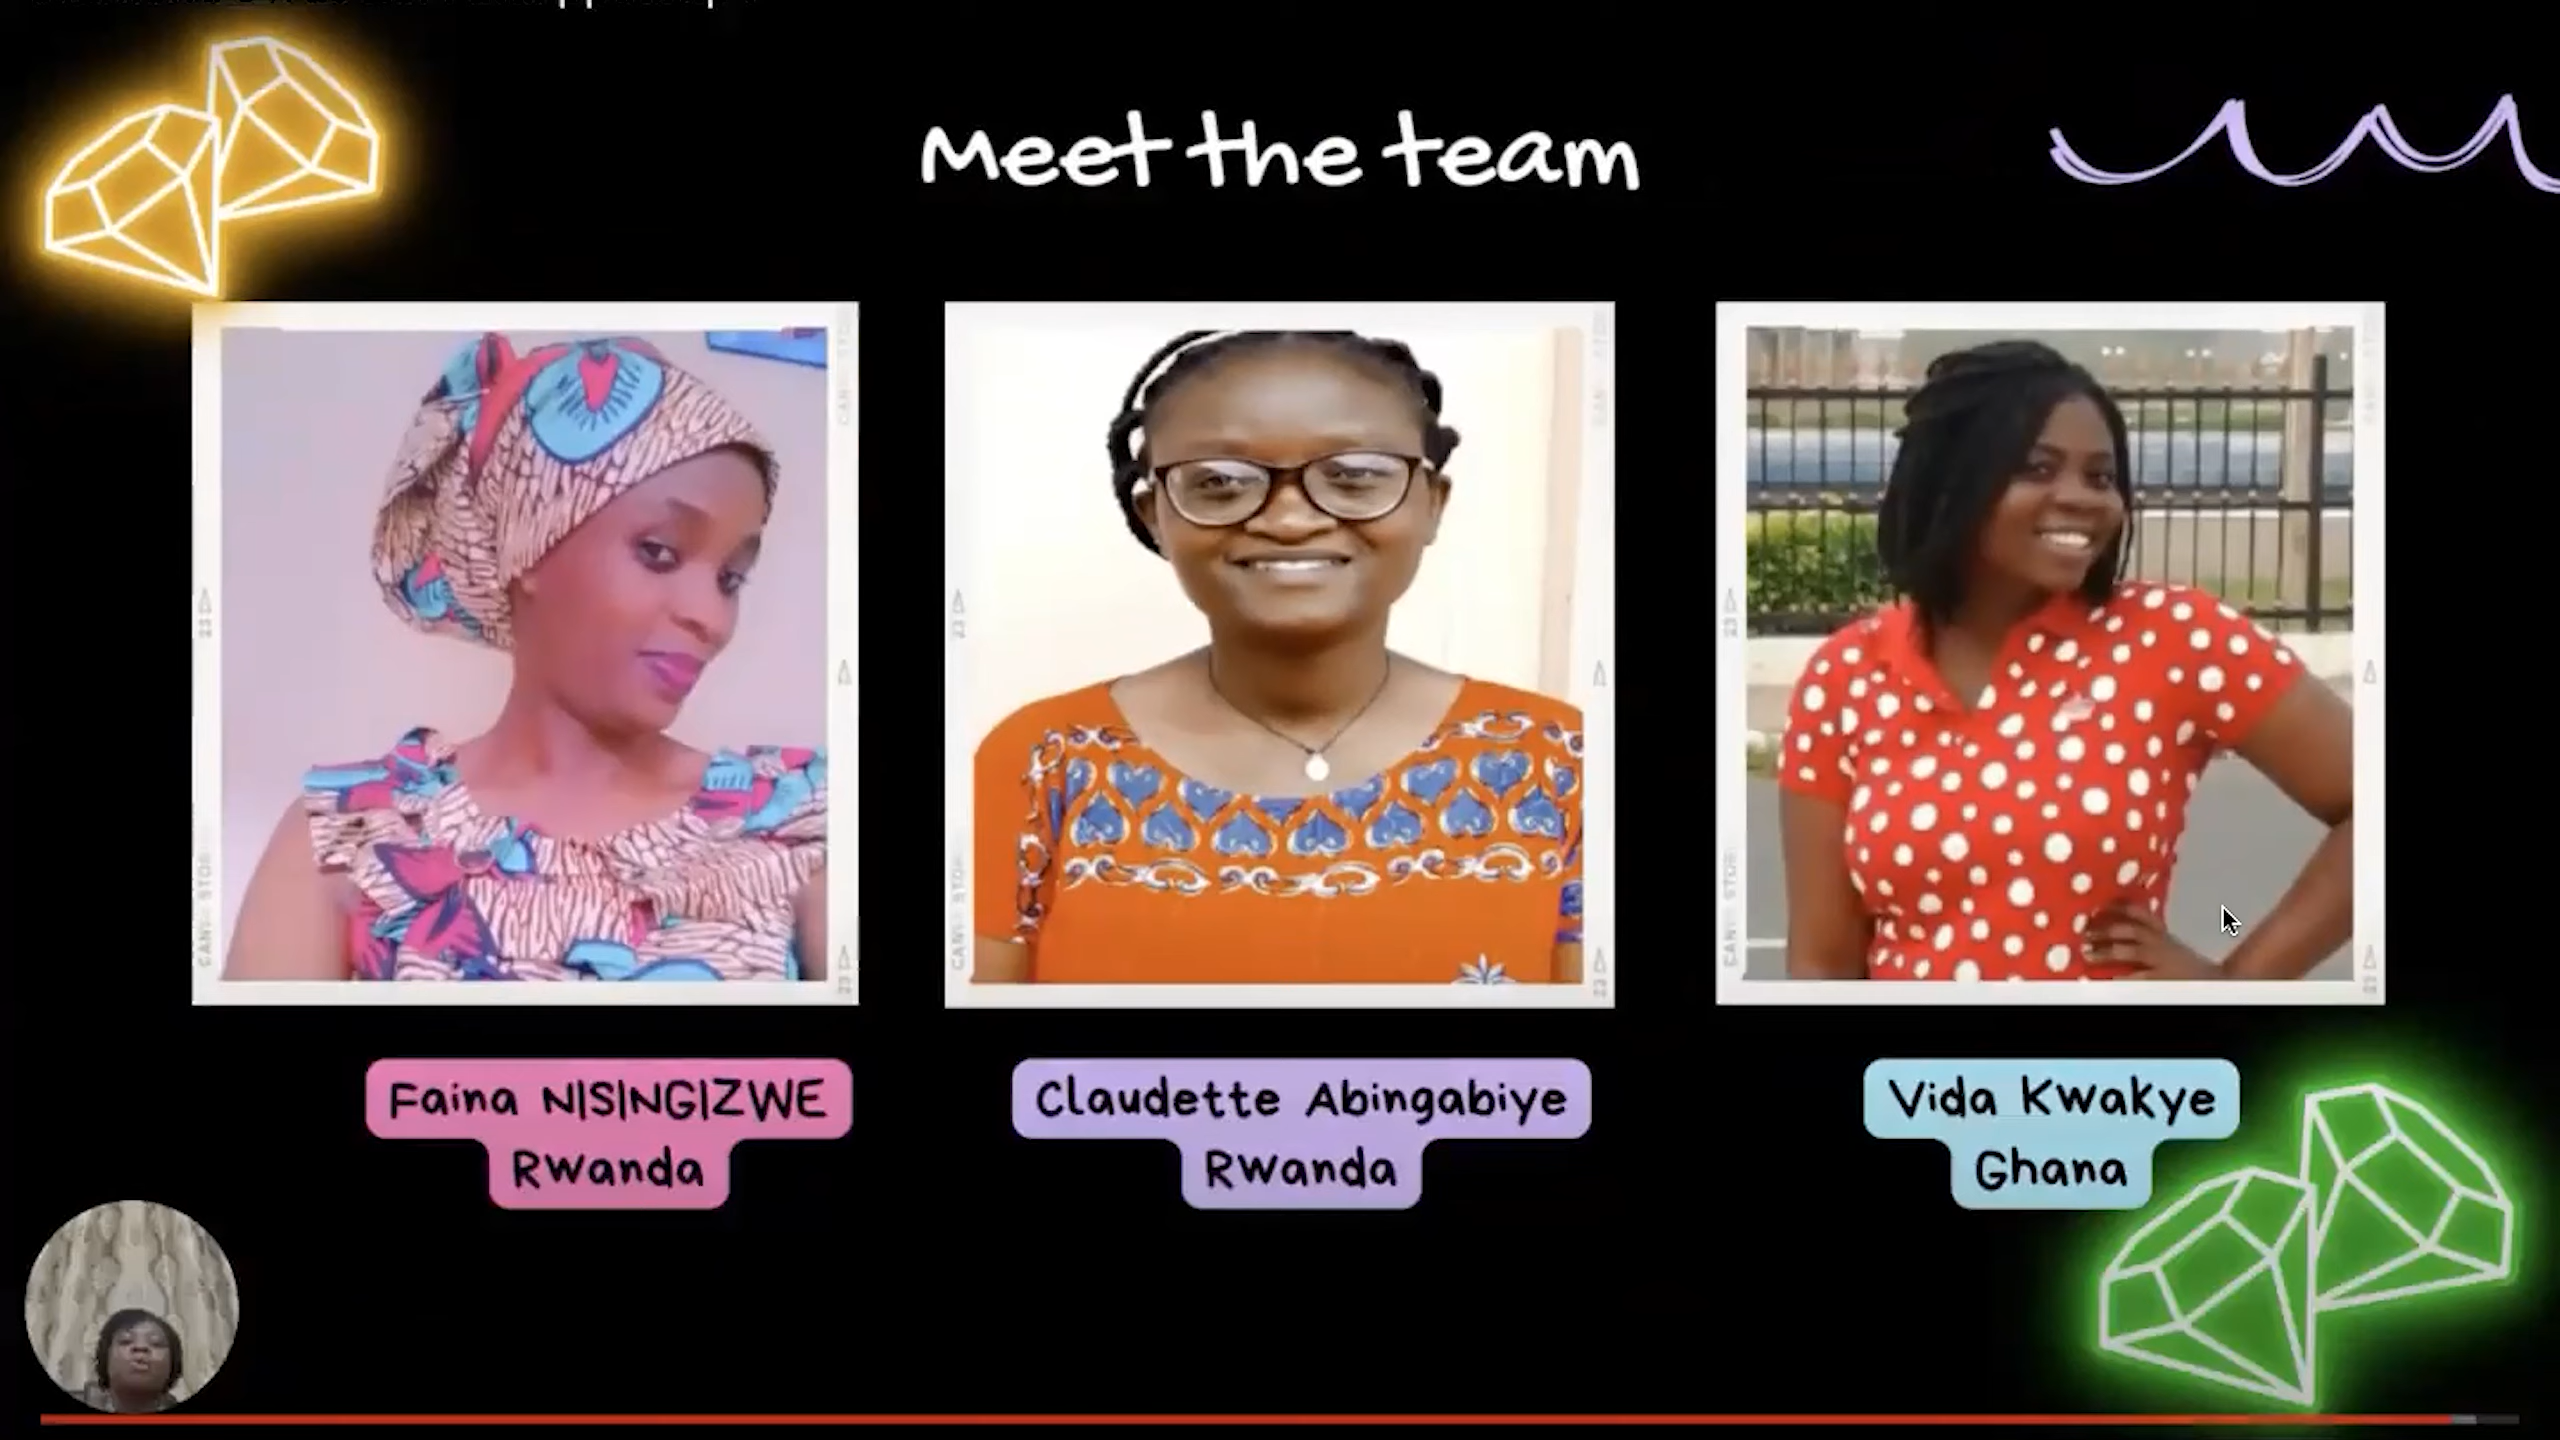 Meet the team
Faina NISINGIZWE
Rwanda
Claudette Abingabiye
Rwanda
Vida Kwakye
Ghana